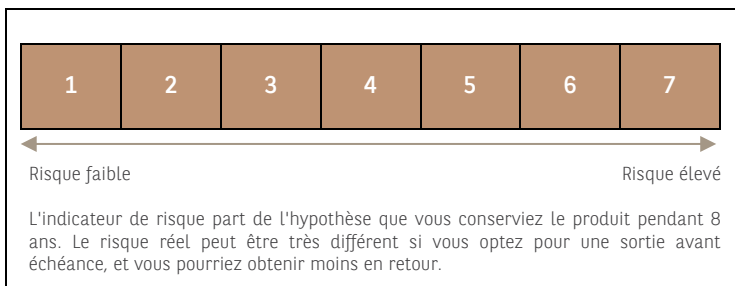 1 2 3 4 5 6 7
Risque faible Risque élevé
L'indicateur de risque part de l'hypothèse que vous conserviez le produit pendant 8
ans. Le risque réel peut être très différent si vous optez pour une sortie avant
échéance, et vous pourriez obtenir moins en retour.